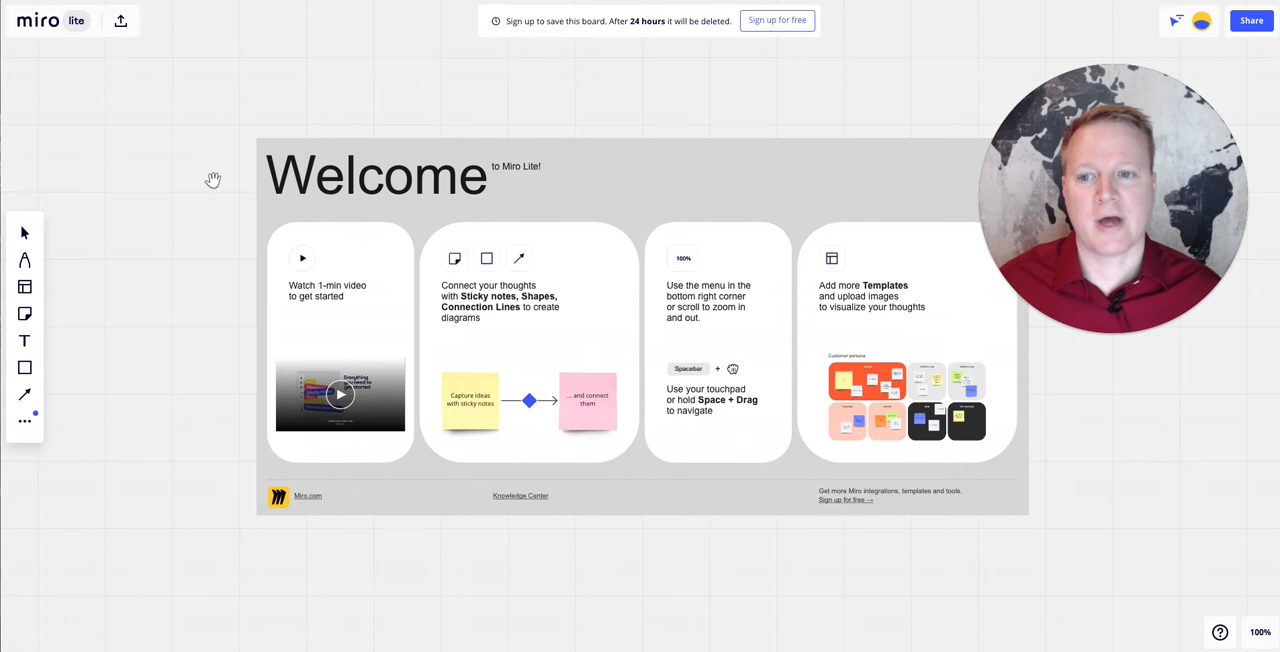 miro lite
Sign up to save this board. After 24 hours it will be deleted.
Sign up for free
Share
Welcome to Miro Lite!
Watch 1-min video
to get started
Connect your thoughts
with Sticky notes, Shapes,
Connection Lines to create
diagrams
Capture ideas
with sticky notes
... and connect
them
100%
Use the menu in the
bottom right corner
or scroll to zoom in
and out.
Spacebar +
Use your touchpad
or hold Space + Drag
to navigate
Add more Templates
and upload images
to visualize your thoughts
Customer persona
Miro.com
Knowledge Center
Get more Miro integrations, templates and tools.
Sign up for free →
T
?
100%